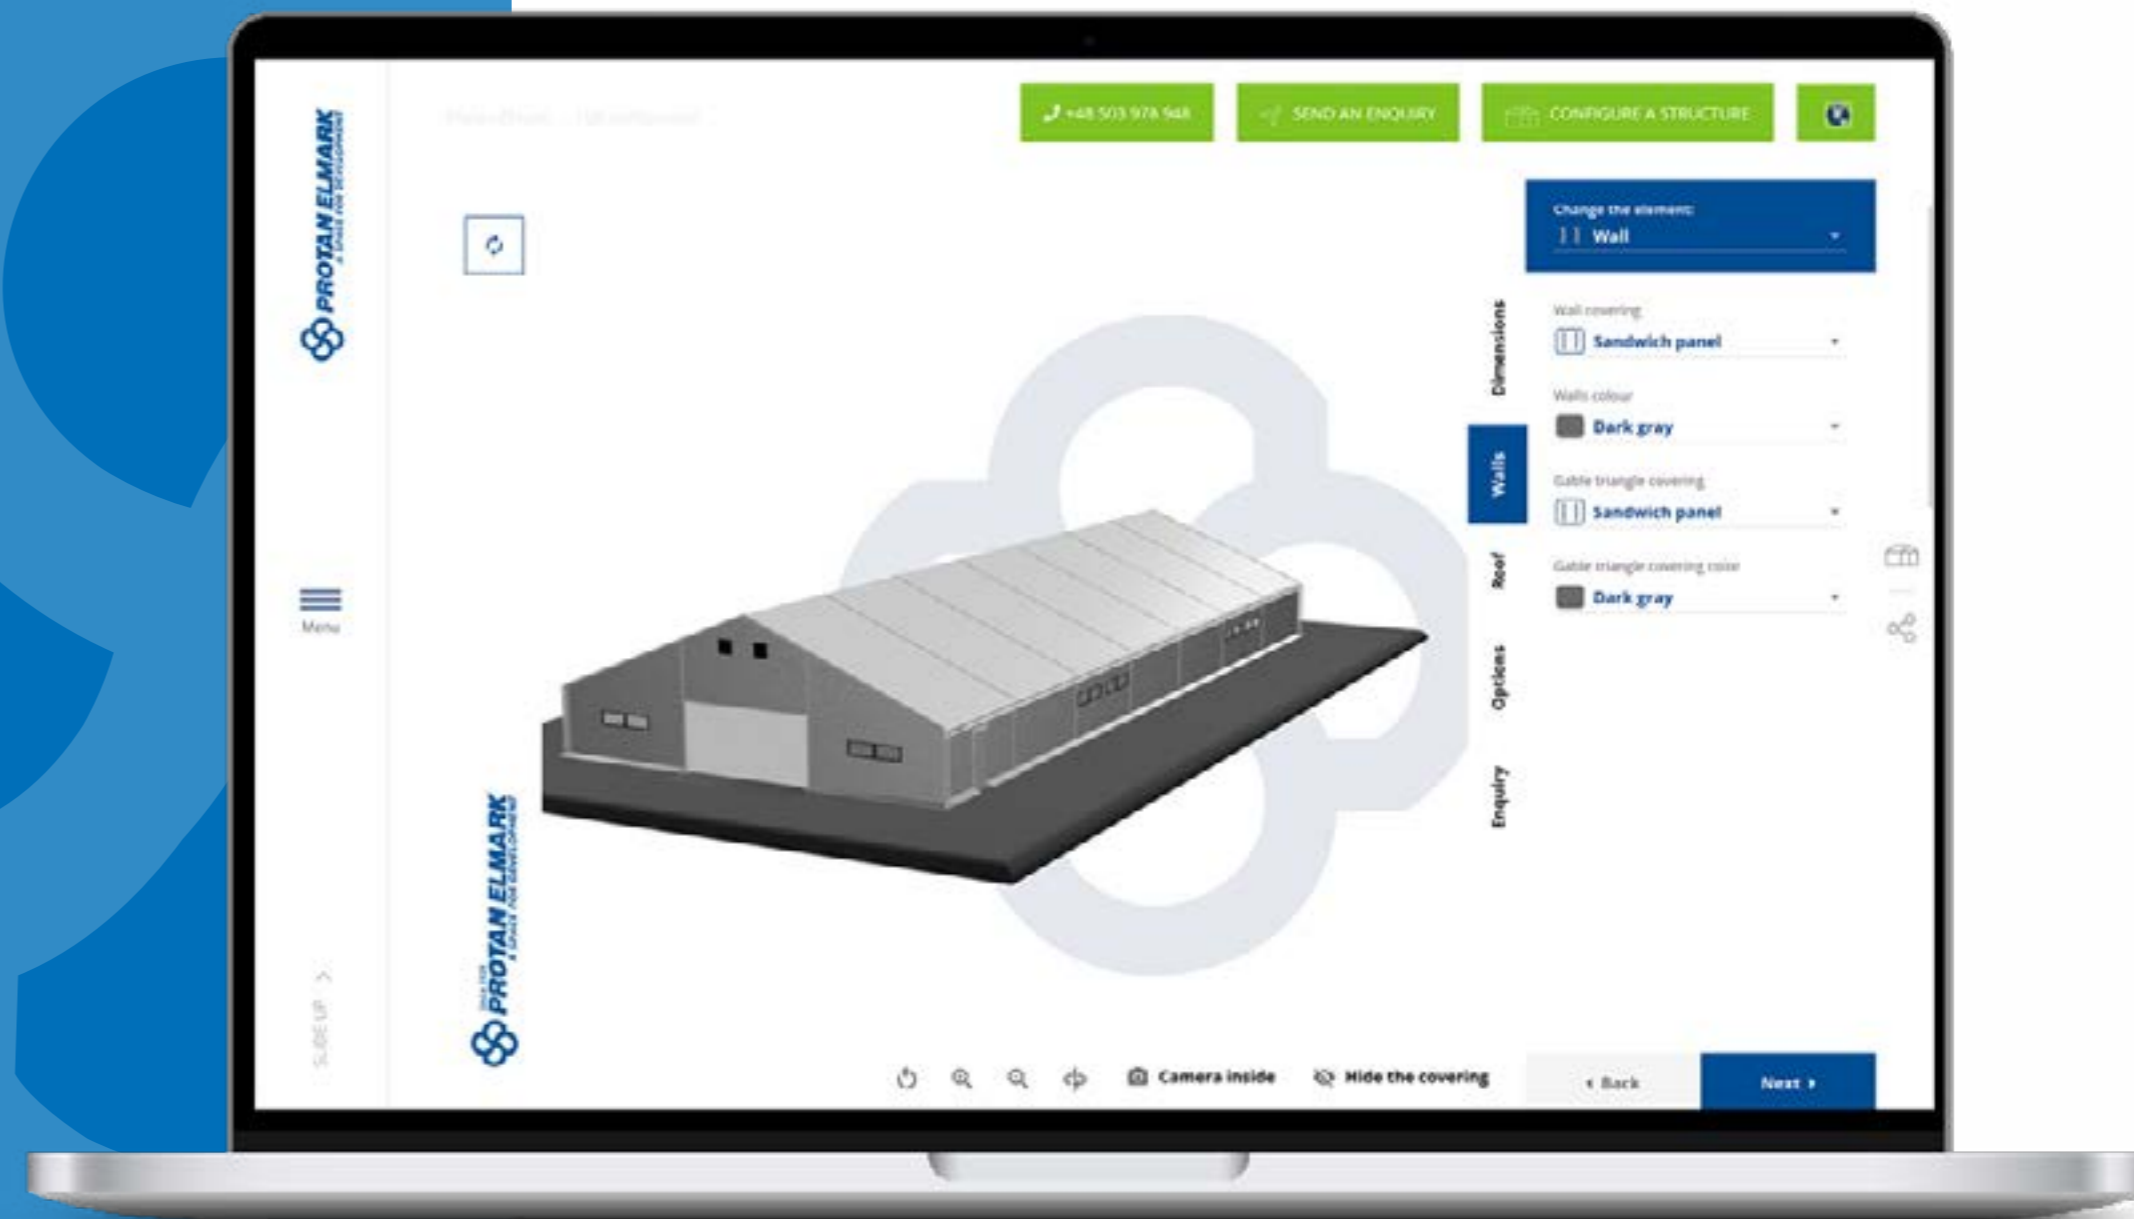 PROTAN ELMARK
A SPACE FOR DEVELOPMENT
Menu
SLIDE UP
+48 503 978 948
SEND AN ENQUIRY
CONFIGURE A STRUCTURE
Change the element:
Wall
Dimensions
Walls
Roof
Options
Enquiry
Wall covering
Sandwich panel
Walls colour
Dark gray
Gable triangle covering
Sandwich panel
Gable triangle covering color
Dark gray
PROTAN ELMARK
A SPACE FOR DEVELOPMENT
Camera inside
Hide the covering
Back
Next